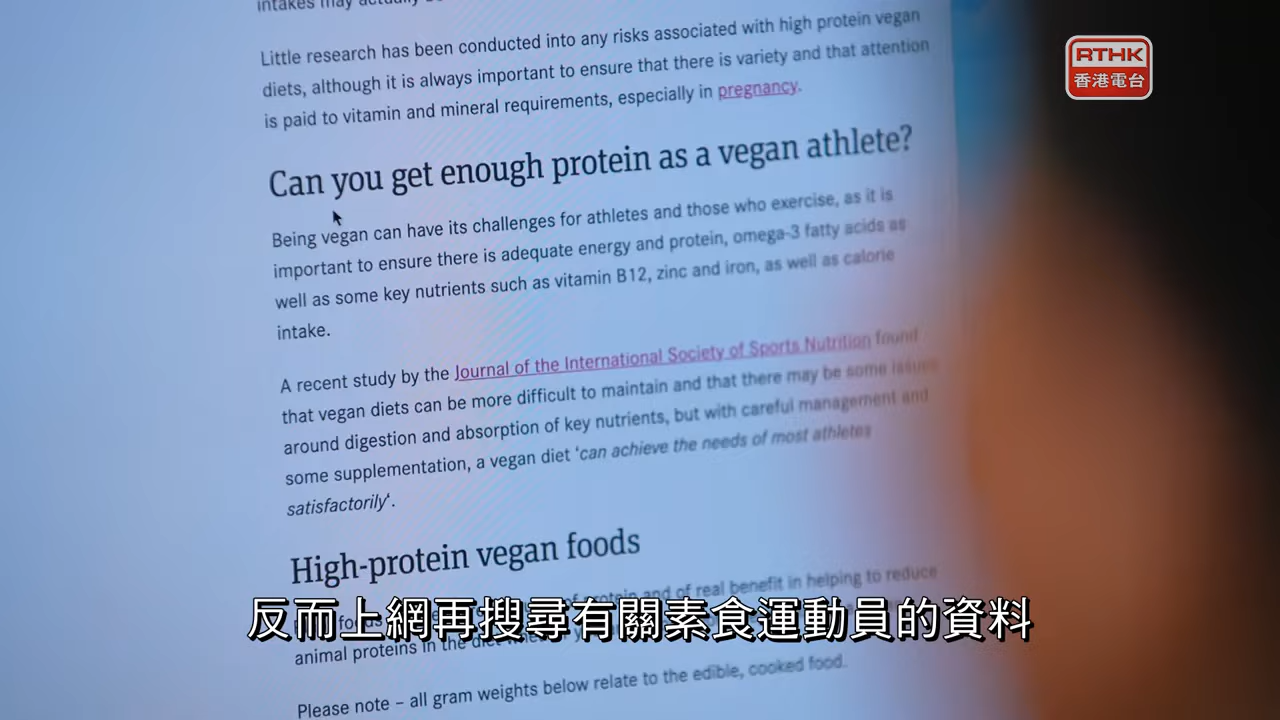 intakes may actually
RTHK
香港電台
Little research has been conducted into any risks associated with high protein vegan
diets, although it is always important to ensure that there is variety and that attention
is paid to vitamin and mineral requirements, especially in pregnancy.
Can you get enough protein as a vegan athlete?
Being vegan can have its challenges for athletes and those who exercise, as it is
important to ensure there is adequate energy and protein, omega-3 fatty acids as
well as some key nutrients such as vitamin B12, zinc and iron, as well as calorie
intake.
A recent study by the Journal of the International Society of Sports Nutrition found
that vegan diets can be more difficult to maintain and that there may be some issues
around digestion and absorption of key nutrients, but with careful management and
some supplementation, a vegan diet ‘can achieve the needs of most athletes
satisfactorily‘.
High-protein vegan foods
of protein and of real benefit in helping to reduce
反而上網再搜尋有關素食運動員的資料
animal proteins in the diet
Please note – all gram weights below relate to the edible, cooked food.